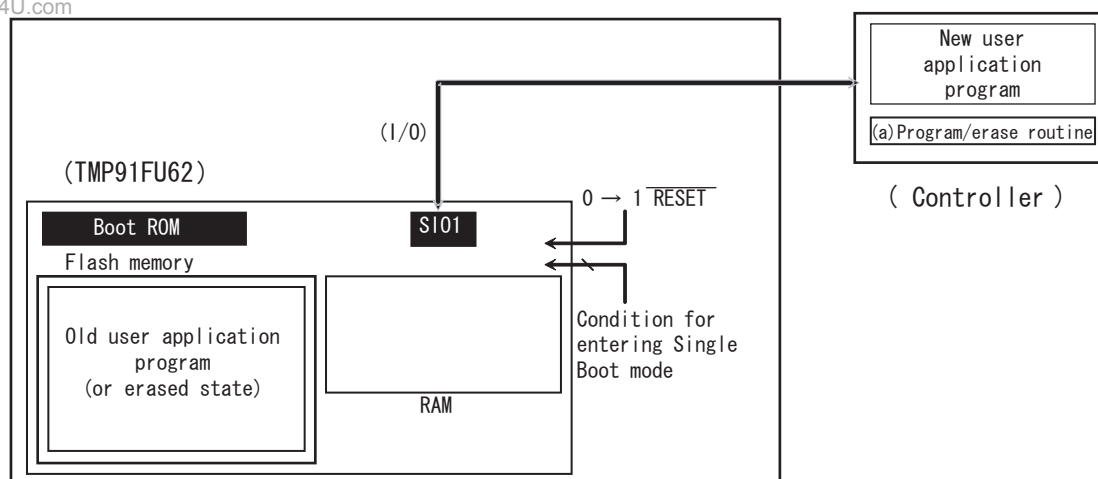 4U.com
New user
application
program
(a)Program/erase routine
( Controller )
(I/O)
(TMP91FU62)
0 → 1 RESET
Boot ROM
SIO1
Flash memory
Old user application
program
(or erased state)
RAM
Condition for
entering Single
Boot mode